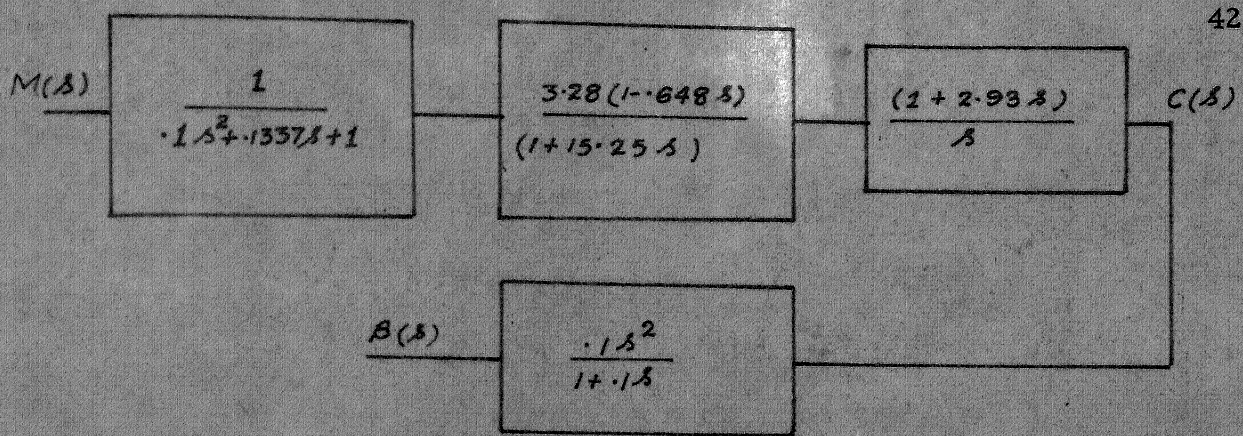 42
M(s)
1
.1s²+.1337s+1
3.28(1-.648s)
(1+15.25s)
(1+2.93s)
s
C(s)
B(s)
.1s²
1+.1s